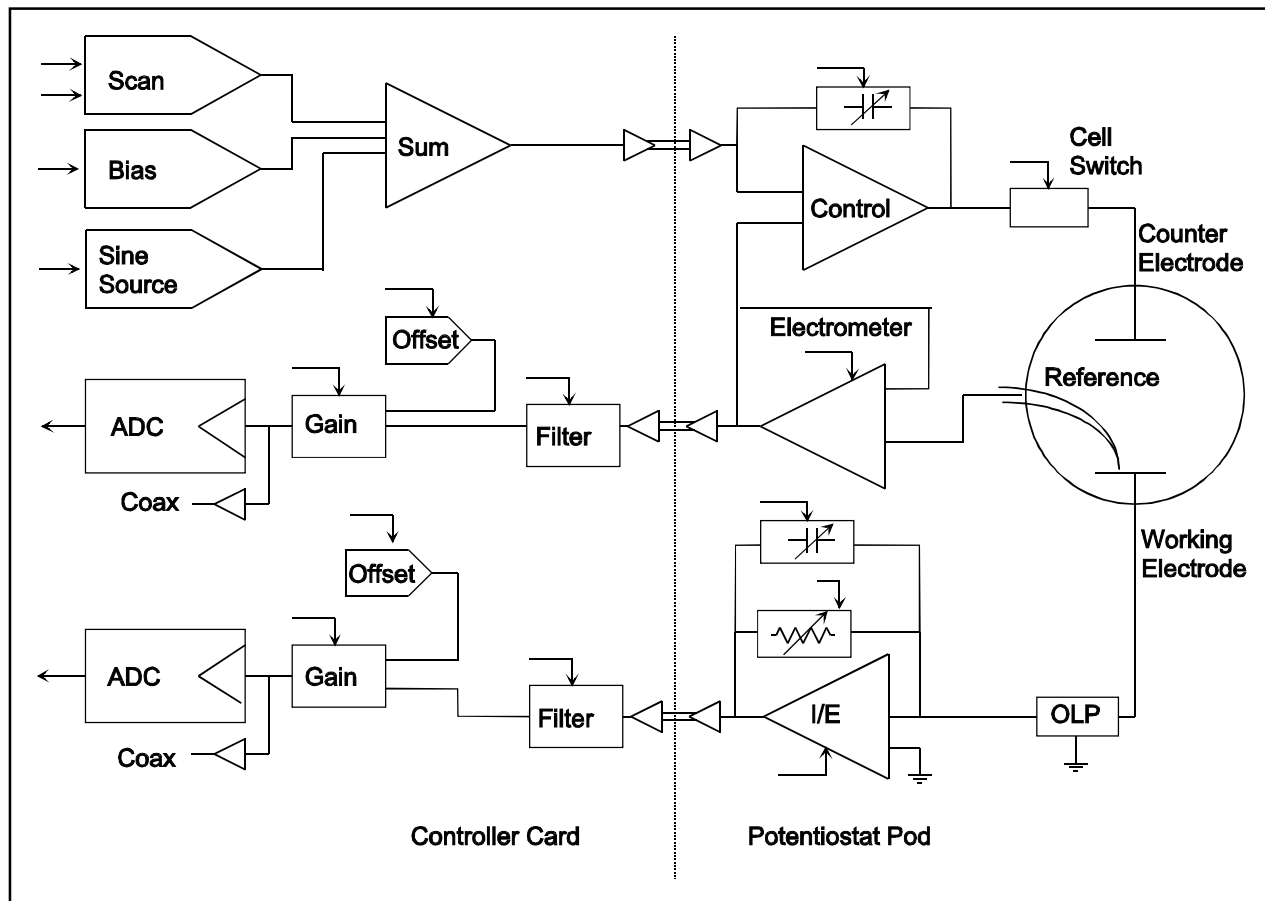 Scan
Bias
Sine
Source
Sum
Control
Cell
Switch
Counter
Electrode
Offset
Electrometer
Reference
ADC
Gain
Filter
Coax
Working
Electrode
Offset
ADC
Gain
Filter
I/E
OLP
Coax
Controller Card
Potentiostat Pod